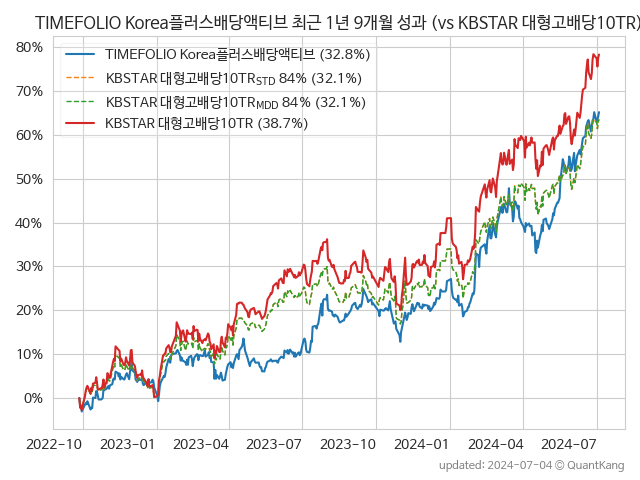 TIMEFOLIO Korea플러스배당액티브 최근 1년 9개월 성과 (vs KBSTAR 대형고배당10TR)
80%
70%
60%
50%
40%
30%
20%
10%
0%
TIMEFOLIO Korea플러스배당액티브 (32.8%)
KBSTAR 대형고배당10TR_STD 84% (32.1%)
KBSTAR 대형고배당10TR_MDD 84% (32.1%)
KBSTAR 대형고배당10TR (38.7%)
2022-10 2023-01 2023-04 2023-07 2023-10 2024-01 2024-04 2024-07
updated: 2024-07-04 © QuantKang